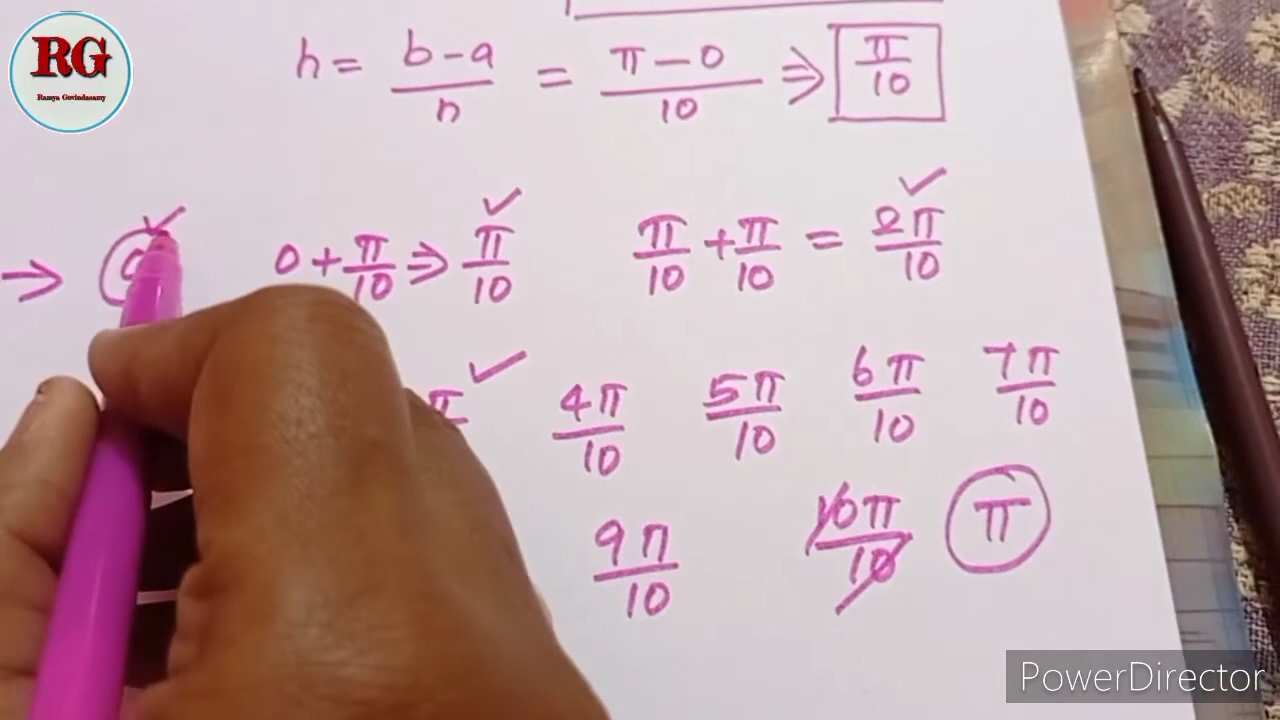 RG
Ramya Govindasamy
h = b-a/n = π-0/10 ⇒ π/10
→ 0 + π/10 ⇒ π/10 π/10 + π/10 = 2π/10
π 4π/10 5π/10 6π/10 7π/10
9π/10 10π/10 π
PowerDirector